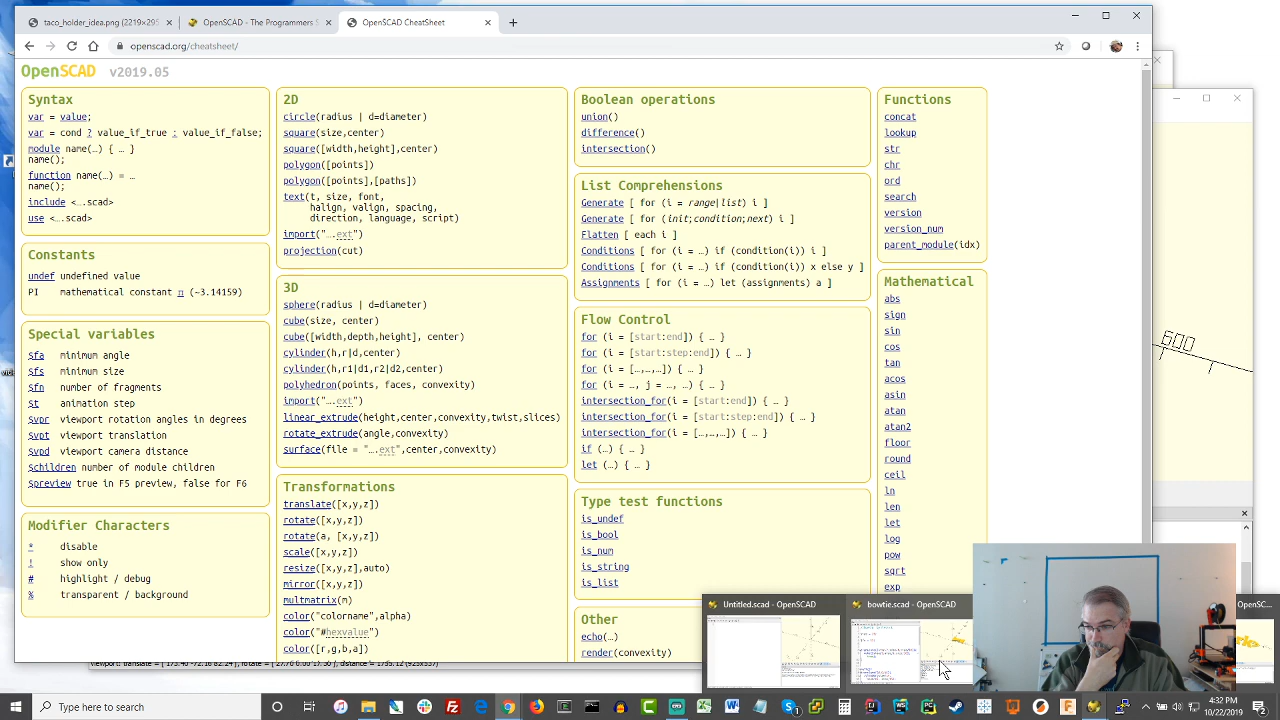 taco_holder_id.png (2219×295
The Programmers S
OpenSCAD CheatSheet
openscad.org/cheatsheet/
OpenSCAD v2019.05
Syntax
var = value;
var = cond ? value_if_true : value_if_false;
module name(…) { … }
name();
function name(…) = …
name();
include <….scad>
use <….scad>
Constants
undef undefined value
PI mathematical constant π (~3.14159)
Special variables
$fa minimum angle
$fs minimum size
$fn number of fragments
$t animation step
$vpr viewport rotation angles in degrees
$vpt viewport translation
$vpd viewport camera distance
$children number of module children
$preview true in F5 preview, false for F6
Modifier Characters
* disable
! show only
# highlight / debug
% transparent / background
2D
circle(radius | d=diameter)
square(size,center)
square([width,height],center)
polygon([points])
polygon([points],[paths])
text(t, size, font,
halign, valign, spacing,
direction, language, script)
import("….ext")
projection(cut)
3D
sphere(radius | d=diameter)
cube(size, center)
cube([width,depth,height], center)
cylinder(h,r|d,center)
cylinder(h,r1|d1,r2|d2,center)
polyhedron(points, faces, convexity)
import("….ext")
linear_extrude(height,center,convexity,twist,slices)
rotate_extrude(angle,convexity)
surface(file = "….ext",center,convexity)
Transformations
translate([x,y,z])
rotate([x,y,z])
rotate(a, [x,y,z])
scale([x,y,z])
resize([x,y,z],auto)
mirror([x,y,z])
multmatrix(m)
color("colorname",alpha)
color("#hexvalue")
color([r,g,b,a])
Boolean operations
union()
difference()
intersection()
List Comprehensions
Generate [ for (i = range|list) i ]
Generate [ for (init;condition;next) i ]
Flatten [ each i ]
Conditions [ for (i = …) if (condition(i)) i ]
Conditions [ for (i = …) if (condition(i)) x else y ]
Assignments [ for (i = …) let (assignments) a ]
Flow Control
for (i = [start:end]) { … }
for (i = [start:step:end]) { … }
for (i = […,…,…]) { … }
for (i = …, j = …, …) { … }
intersection_for(i = [start:end]) { … }
intersection_for(i = [start:step:end]) { … }
intersection_for(i = […,…,…]) { … }
if (…) { … }
let (…) { … }
Type test functions
is_undef
is_bool
is_num
is_string
is_list
Other
echo(…)
render(convexity)
Functions
concat
lookup
str
chr
ord
search
version
version_num
parent_module(idx)
Mathematical
abs
sign
sin
cos
tan
acos
asin
atan
atan2
floor
round
ceil
ln
len
let
log
pow
sqrt
exp
Untitled.scad - OpenSCAD
bowtie.scad - OpenSCAD
OpenSC...
Type here to search
4:32 PM
10/22/2019